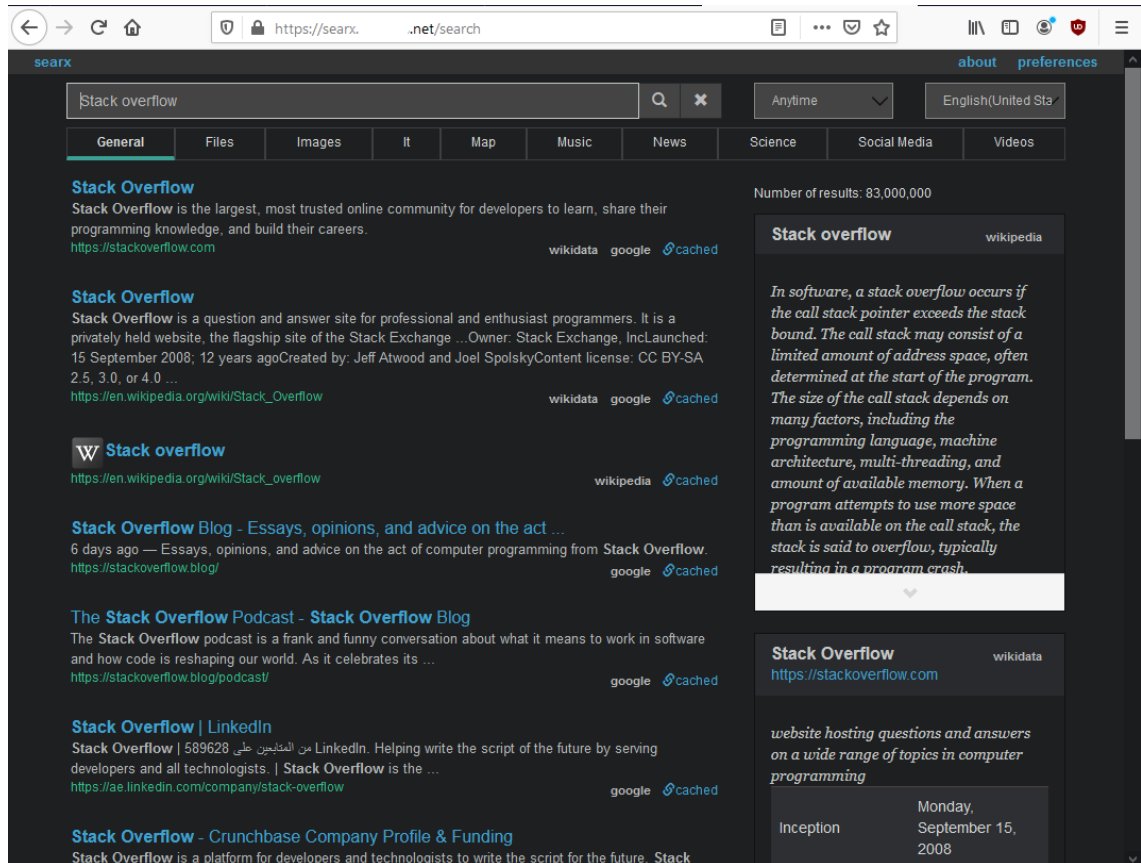 https://searx. .net/search
searx
about preferences
Stack overflow
Anytime
English(United Sta
General Files Images It Map Music News Science Social Media Videos
Stack Overflow
Stack Overflow is the largest, most trusted online community for developers to learn, share their
programming knowledge, and build their careers.
https://stackoverflow.com
wikidata google cached
Stack Overflow
Stack Overflow is a question and answer site for professional and enthusiast programmers. It is a
privately held website, the flagship site of the Stack Exchange ...Owner: Stack Exchange, IncLaunched:
15 September 2008; 12 years agoCreated by: Jeff Atwood and Joel SpolskyContent license: CC BY-SA
2.5, 3.0, or 4.0 ...
https://en.wikipedia.org/wiki/Stack_Overflow
wikidata google cached
W Stack overflow
https://en.wikipedia.org/wiki/Stack_overflow
wikipedia cached
Stack Overflow Blog - Essays, opinions, and advice on the act ...
6 days ago — Essays, opinions, and advice on the act of computer programming from Stack Overflow.
https://stackoverflow.blog/
google cached
The Stack Overflow Podcast - Stack Overflow Blog
The Stack Overflow podcast is a frank and funny conversation about what it means to work in software
and how code is reshaping our world. As it celebrates its ...
https://stackoverflow.blog/podcast/
google cached
Stack Overflow | LinkedIn
Stack Overflow | 589628 من المتابعين على LinkedIn. Helping write the script of the future by serving
developers and all technologists. | Stack Overflow is the ...
https://ae.linkedin.com/company/stack-overflow
google cached
Stack Overflow - Crunchbase Company Profile & Funding
Stack Overflow is a platform for developers and technologists to write the script for the future. Stack
Number of results: 83,000,000
Stack overflow wikipedia
In software, a stack overflow occurs if
the call stack pointer exceeds the stack
bound. The call stack may consist of a
limited amount of address space, often
determined at the start of the program.
The size of the call stack depends on
many factors, including the
programming language, machine
architecture, multi-threading, and
amount of available memory. When a
program attempts to use more space
than is available on the call stack, the
stack is said to overflow, typically
resulting in a program crash.
Stack Overflow wikidata
https://stackoverflow.com
website hosting questions and answers
on a wide range of topics in computer
programming
Inception
Monday,
September 15,
2008